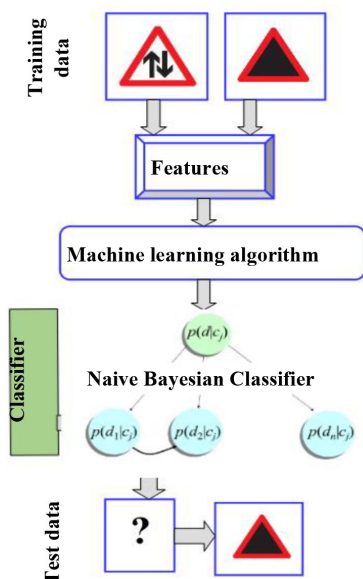 Training
data
Features
Machine learning algorithm
Classifier
p(d|cj)
Naive Bayesian Classifier
p(d1|cj)
p(d2|cj)
p(dn|cj)
Test data
?